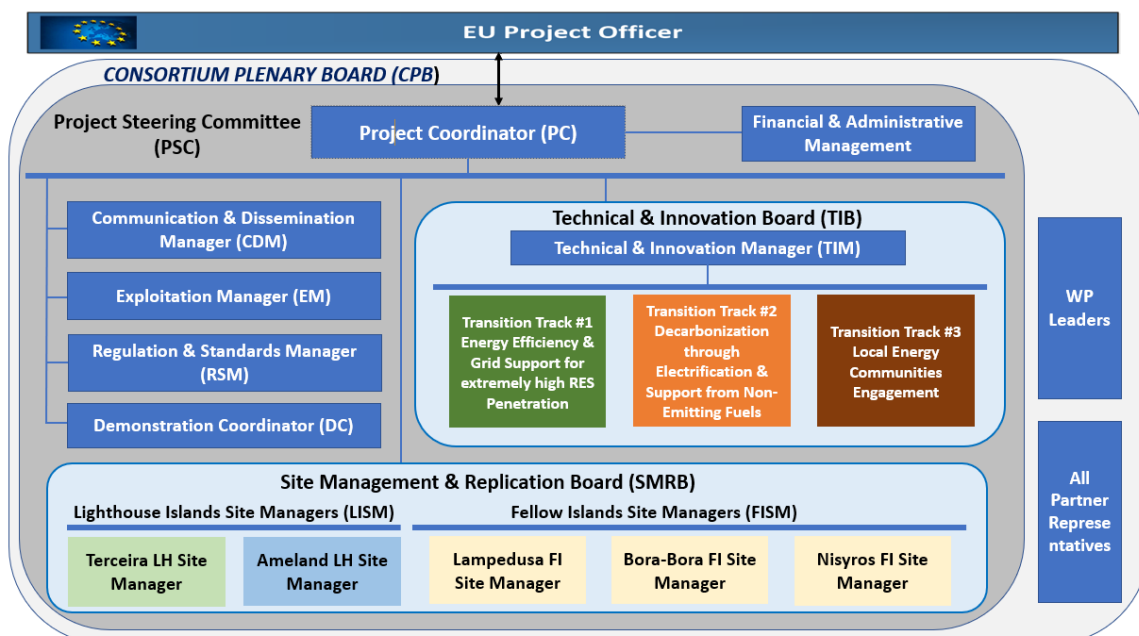 EU Project Officer
CONSORTIUM PLENARY BOARD (CPB)
Project Steering Committee
(PSC)
Project Coordinator (PC)
Financial & Administrative
Management
Communication & Dissemination
Manager (CDM)
Exploitation Manager (EM)
Regulation & Standards Manager
(RSM)
Demonstration Coordinator (DC)
Technical & Innovation Board (TIB)
Technical & Innovation Manager (TIM)
Transition Track #1
Energy Efficiency &
Grid Support for
extremely high RES
Penetration
Transition Track #2
Decarbonization
through
Electrification &
Support from Non-
Emitting Fuels
Transition Track #3
Local Energy
Communities
Engagement
WP
Leaders
All
Partner
Represe
ntatives
Site Management & Replication Board (SMRB)
Lighthouse Islands Site Managers (LISM)
Fellow Islands Site Managers (FISM)
Terceira LH Site
Manager
Ameland LH Site
Manager
Lampedusa FI
Site Manager
Bora-Bora FI Site
Manager
Nisyros FI Site
Manager